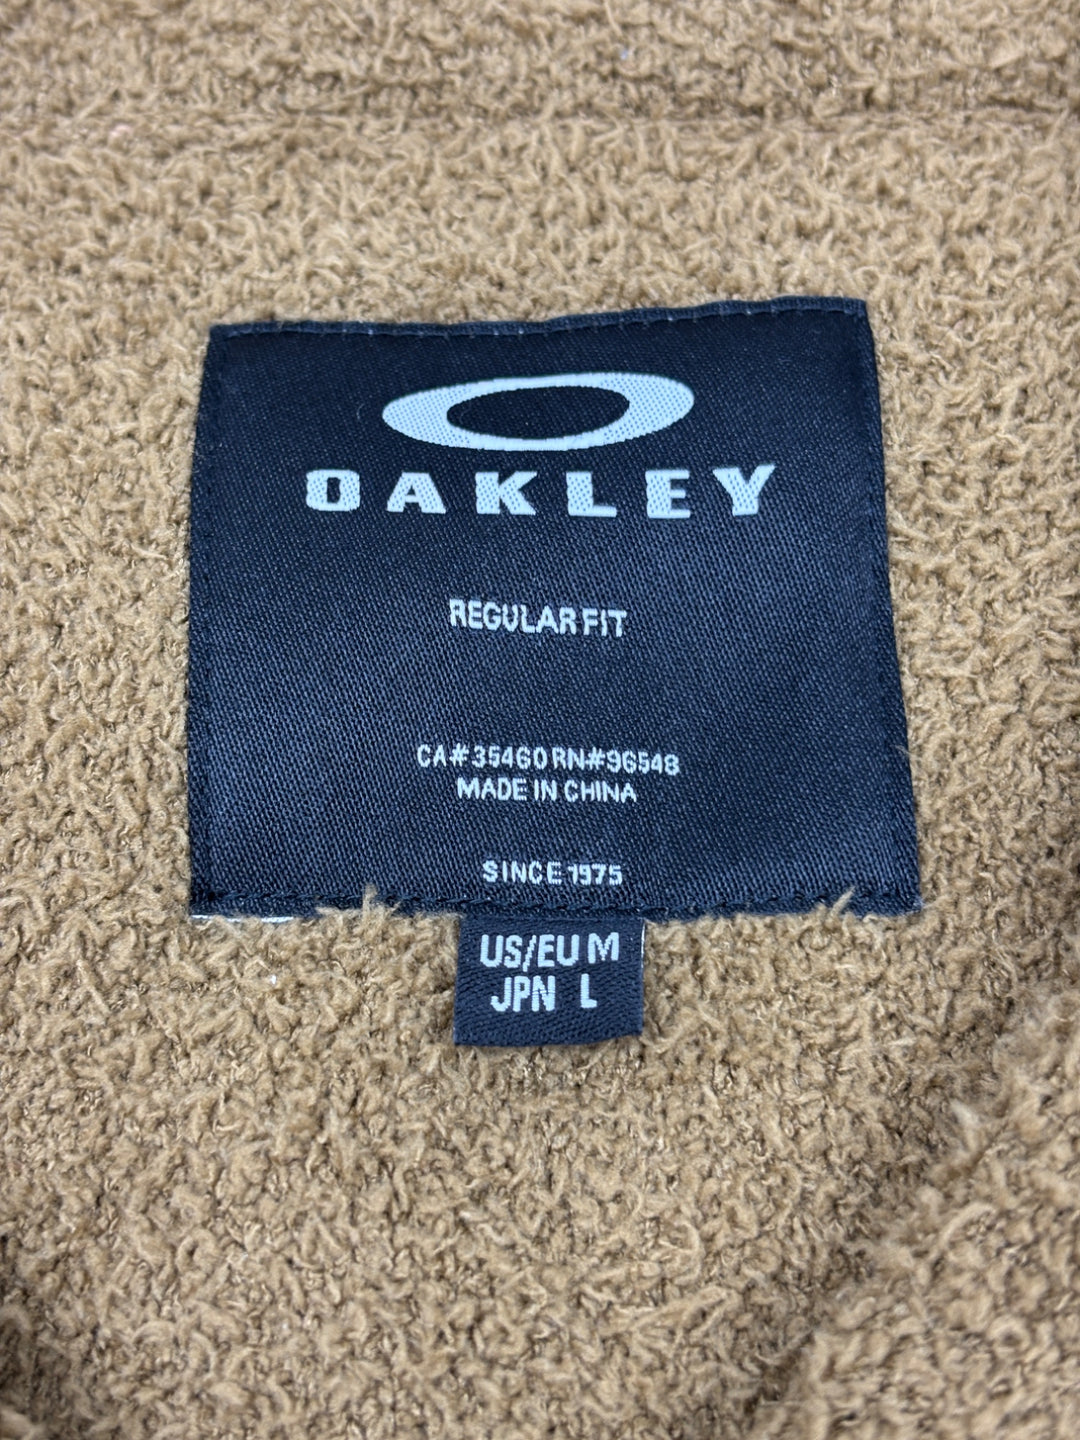 OAKLEY
REGULAR FIT
CA#35460 RN#96548
MADE IN CHINA
SINCE 1975
US/EU M
JPN L